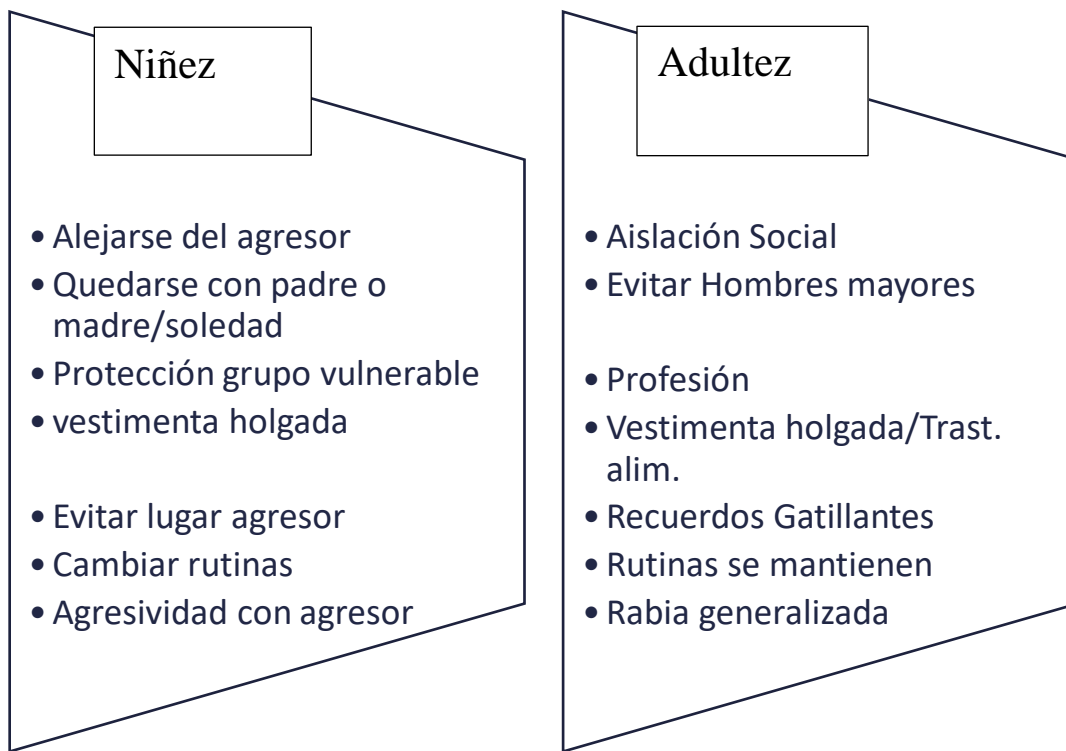 Niñez
• Alejarse del agresor
• Quedarse con padre o
madre/soledad
• Protección grupo vulnerable
• vestimenta holgada
• Evitar lugar agresor
• Cambiar rutinas
• Agresividad con agresor
Adultez
• Aislación Social
• Evitar Hombres mayores
• Profesión
• Vestimenta holgada/Trast.
alim.
• Recuerdos Gatillantes
• Rutinas se mantienen
• Rabia generalizada